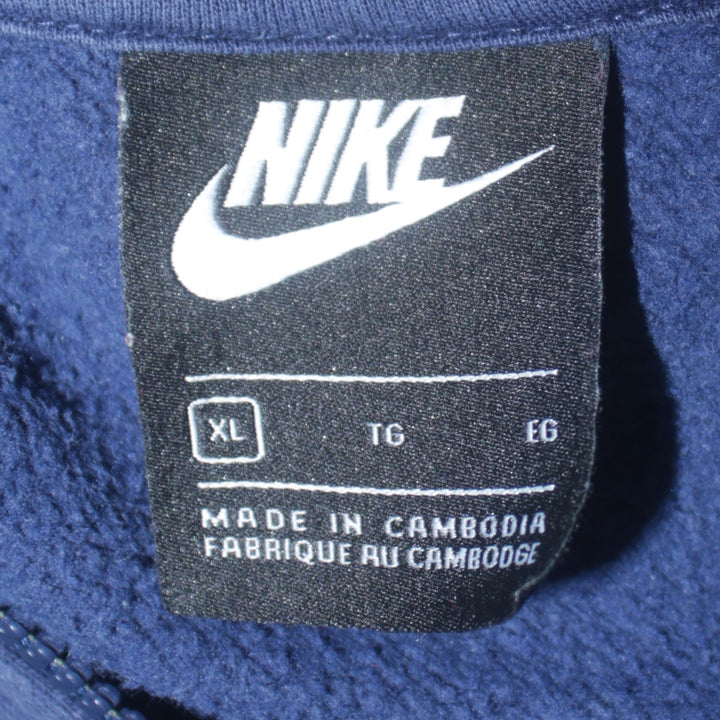 NIKE
XL TG EG
MADE IN CAMBODIA
FABRIQUE AU CAMBODGE